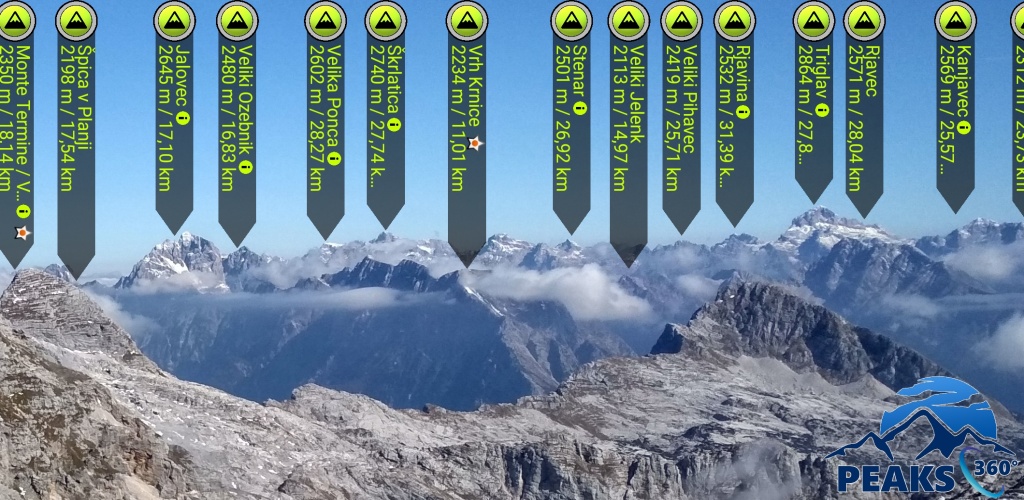 Monte Termine / V...
2350 m / 18,14 km
Špica v Planji
2198 m / 17,54 km
Jalovec
2645 m / 17,10 km
Veliki Ozebnik
2480 m / 16,83 km
Velika Ponca
2602 m / 28,27 km
Škrlatica
2740 m / 27,74 k...
Vrh Krnice
2234 m / 11,01 km
Stenar
2501 m / 26,92 km
Veliki Jelenk
2113 m / 14,97 km
Veliki Pihavec
2419 m / 25,71 km
Rjavina
2532 m / 31,39 k...
Triglav
2864 m / 27,8...
Rjavec
2571 m / 28,04 km
Kanjavec
2569 m / 25,57...
PEAKS
360°